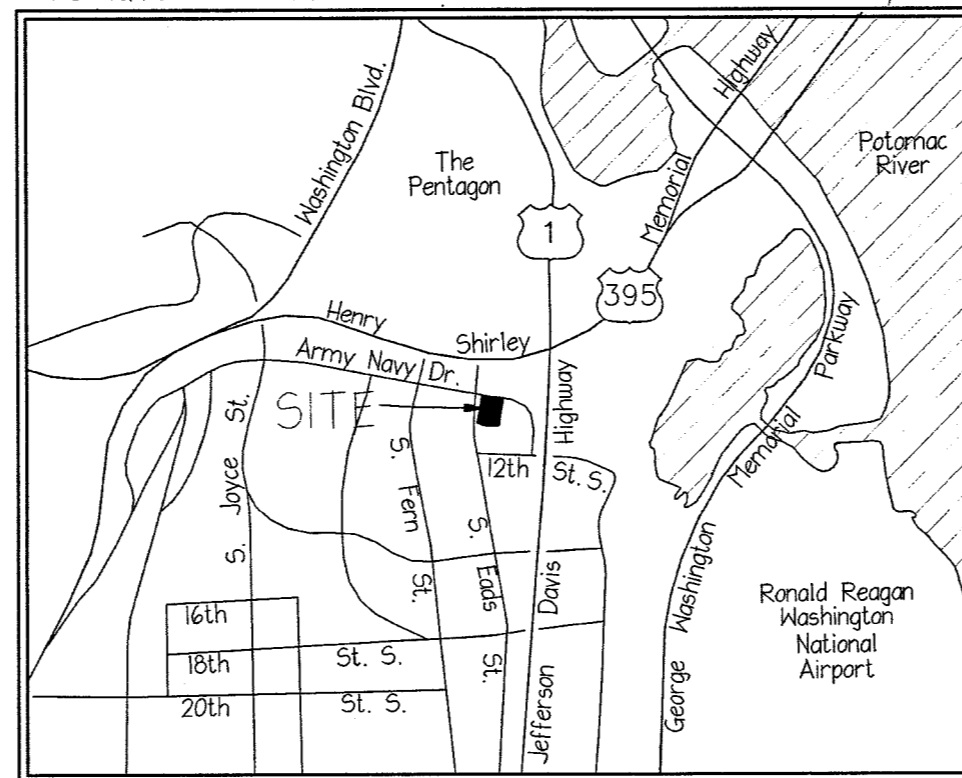 Washington Blvd.
The
Pentagon
Memorial Highway
Potomac
River
1
395
Henry Shirley
Army Navy Dr.
SITE
Highway
12th St. S.
Memorial Parkway
S. Joyce St.
S. Fern St.
S. Eads St.
Jefferson Davis
George Washington
Ronald Reagan
Washington
National
Airport
16th
18th St. S.
20th St. S.